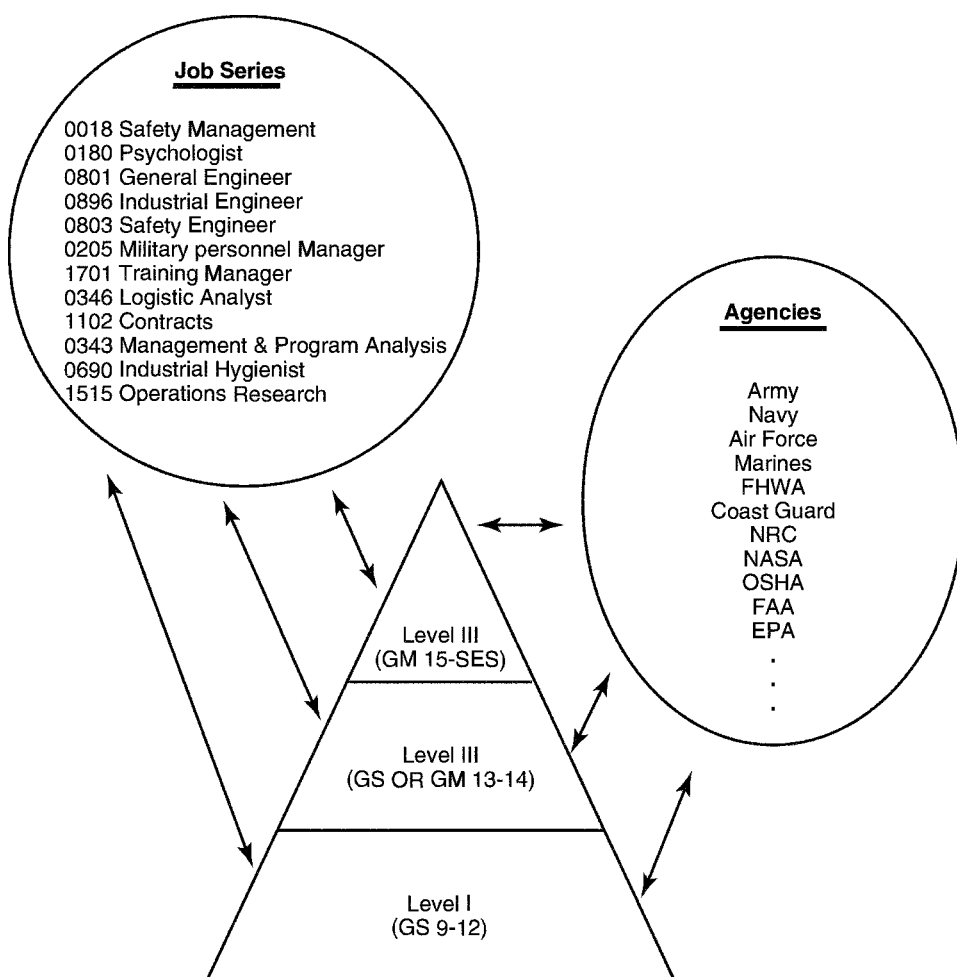 Job Series
0018 Safety Management
0180 Psychologist
0801 General Engineer
0896 Industrial Engineer
0803 Safety Engineer
0205 Military personnel Manager
1701 Training Manager
0346 Logistic Analyst
1102 Contracts
0343 Management & Program Analysis
0690 Industrial Hygienist
1515 Operations Research
Agencies
Army
Navy
Air Force
Marines
FHWA
Coast Guard
NRC
NASA
OSHA
FAA
EPA
.
.
.
Level III
(GM 15-SES)
Level III
(GS OR GM 13-14)
Level I
(GS 9-12)